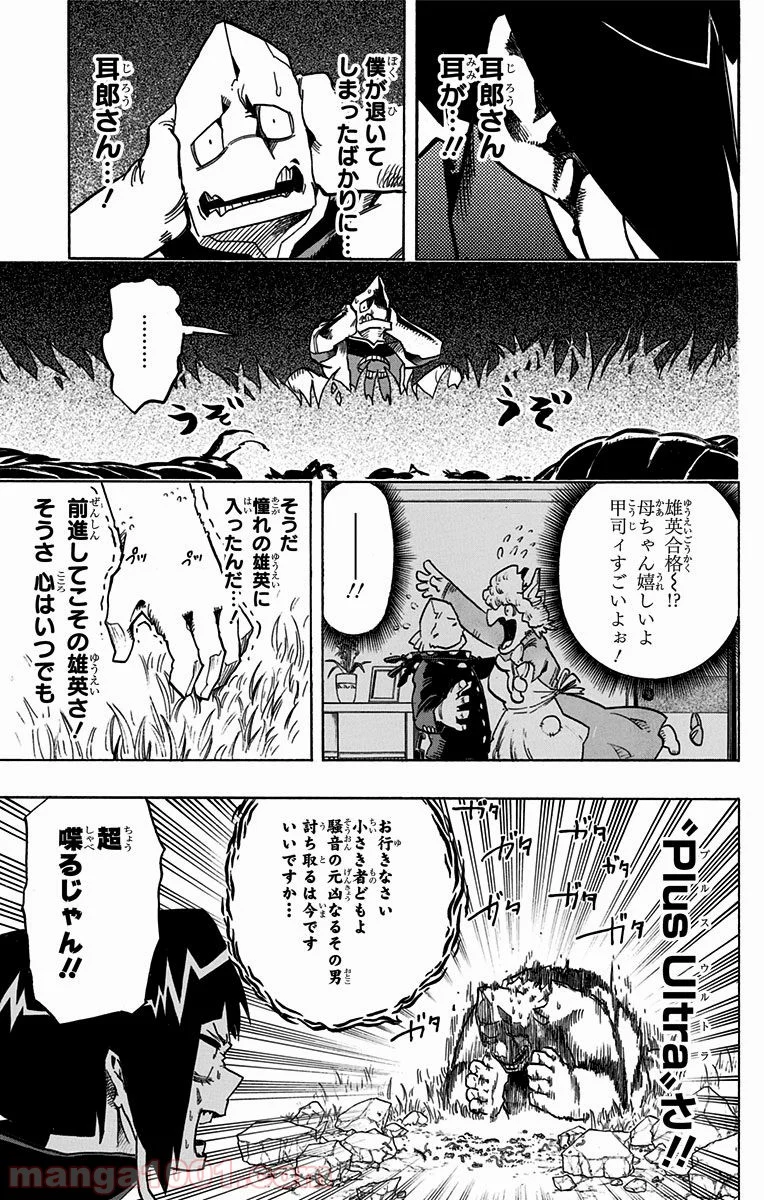 耳郎さん
耳が…!!
僕が退いて
しまったばかりに…
耳郎さん…!
………
うぞ
うぞ
雄英合格〜!?
母ちゃん嬉しいよ
甲司ィすごいよぉ!
――!!
そうだ
憧れの雄英に
入ったんだ…!
前進してこその雄英さ!
そうさ 心はいつでも
"Plus Ultra"さ!!
ガタ
ガタ
ガタ
ガタ
ガタ
ガタ
お行きなさい
小さき者どもよ
騒音の元凶なるその男
討ち取るは今です
いいですか…
超
喋るじゃん!!
manga1001.com